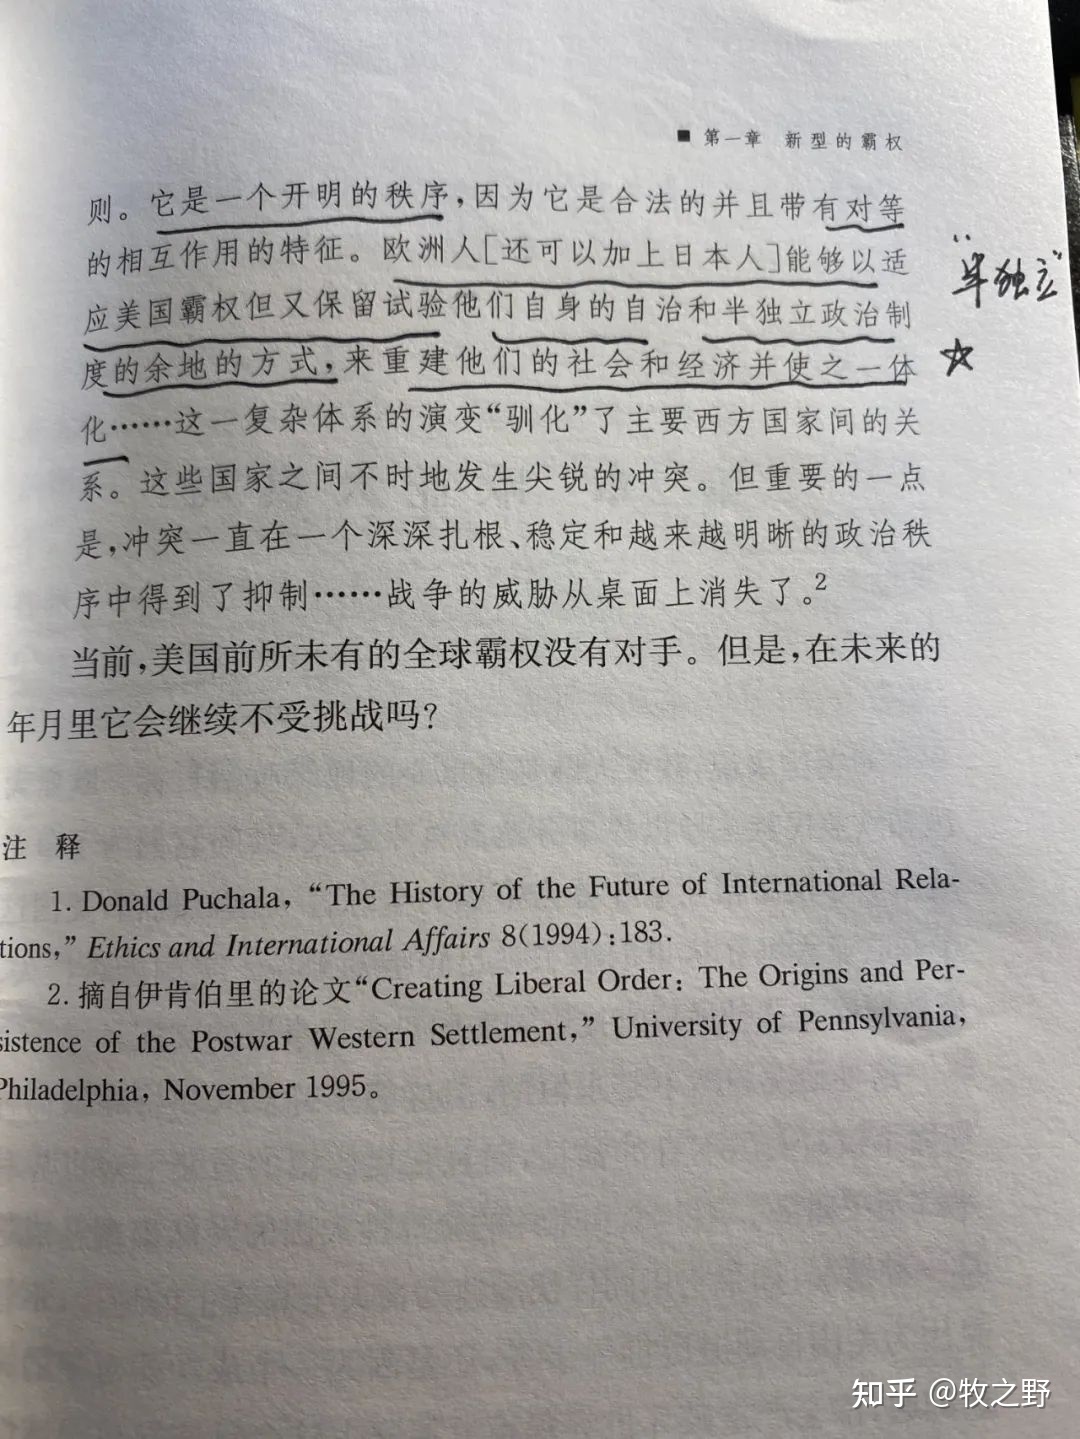 ■ 第一章 新型的霸权
则。它是一个开明的秩序，因为它是合法的并且带有对等
的相互作用的特征。欧洲人[还可以加上日本人]能够以适
应美国霸权但又保留试验他们自身的自治和半独立政治制
度的余地的方式，来重建他们的社会和经济并使之一体
化……这一复杂体系的演变“驯化”了主要西方国家间的关
系。这些国家之间不时地发生尖锐的冲突。但重要的一点
是，冲突一直在一个深深扎根、稳定和越来越明晰的政治秩
序中得到了抑制……战争的威胁从桌面上消失了。2
“半独立”
☆
当前，美国前所未有的全球霸权没有对手。但是，在未来的
年月里它会继续不受挑战吗？
注 释
1. Donald Puchala, “The History of the Future of International Rela-
tions,” Ethics and International Affairs 8(1994):183.
2. 摘自伊肯伯里的论文“Creating Liberal Order: The Origins and Per-
sistence of the Postwar Western Settlement,” University of Pennsylvania,
Philadelphia, November 1995。
知乎 @牧之野